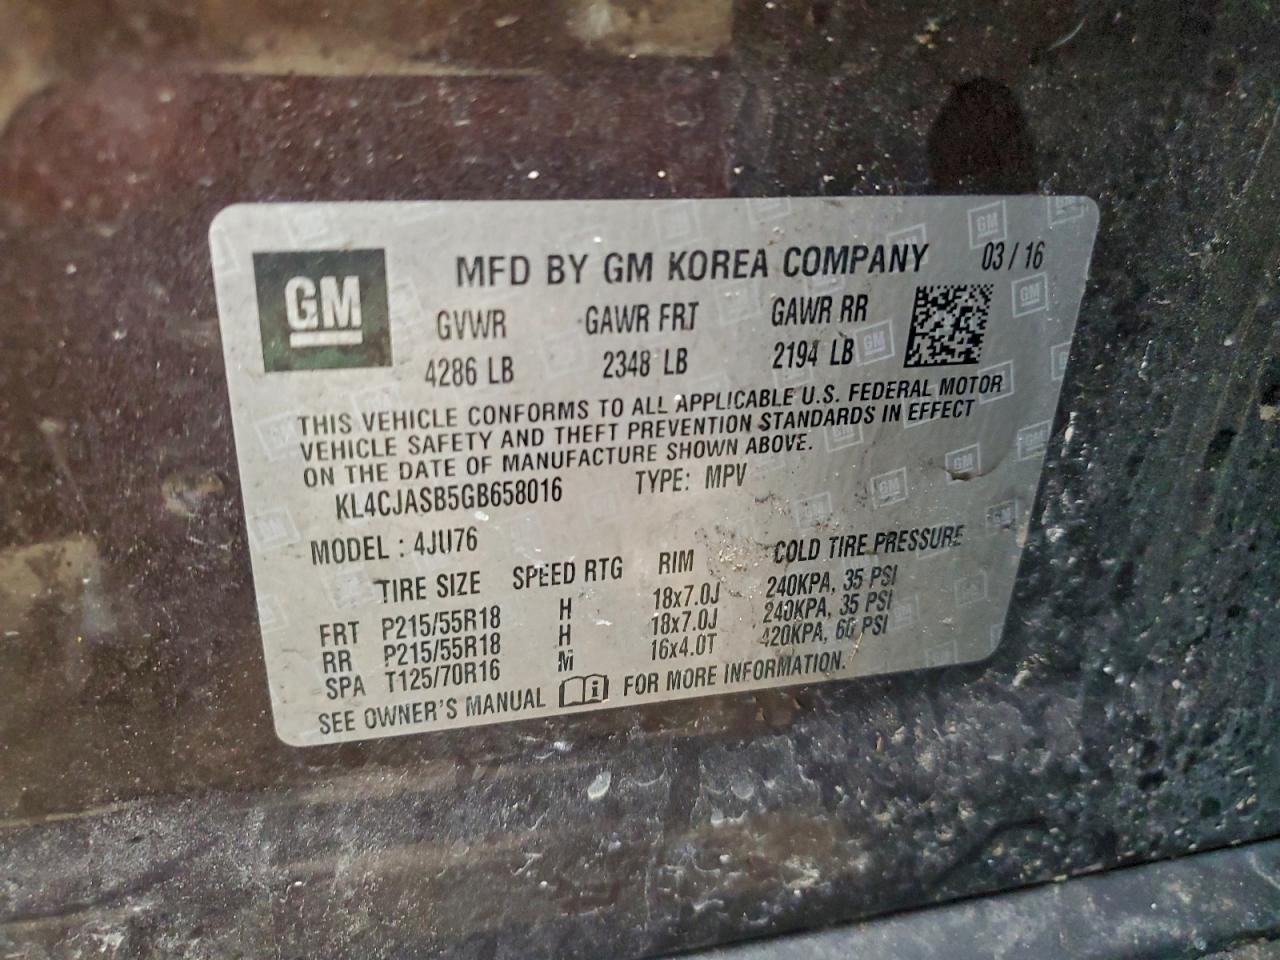 GM
MFD BY GM KOREA COMPANY 03 / 16
GVWR GAWR FRT GAWR RR
4286 LB 2348 LB 2194 LB
THIS VEHICLE CONFORMS TO ALL APPLICABLE U.S. FEDERAL MOTOR
VEHICLE SAFETY AND THEFT PREVENTION STANDARDS IN EFFECT
ON THE DATE OF MANUFACTURE SHOWN ABOVE.
KL4CJASB5GB658016 TYPE: MPV
MODEL : 4JU76
TIRE SIZE SPEED RTG RIM COLD TIRE PRESSURE
FRT P215/55R18 H 18x7.0J 240KPA, 35 PSI
RR P215/55R18 H 18x7.0J 240KPA, 35 PSI
SPA T125/70R16 M 16x4.0T 420KPA, 60 PSI
SEE OWNER'S MANUAL i FOR MORE INFORMATION.